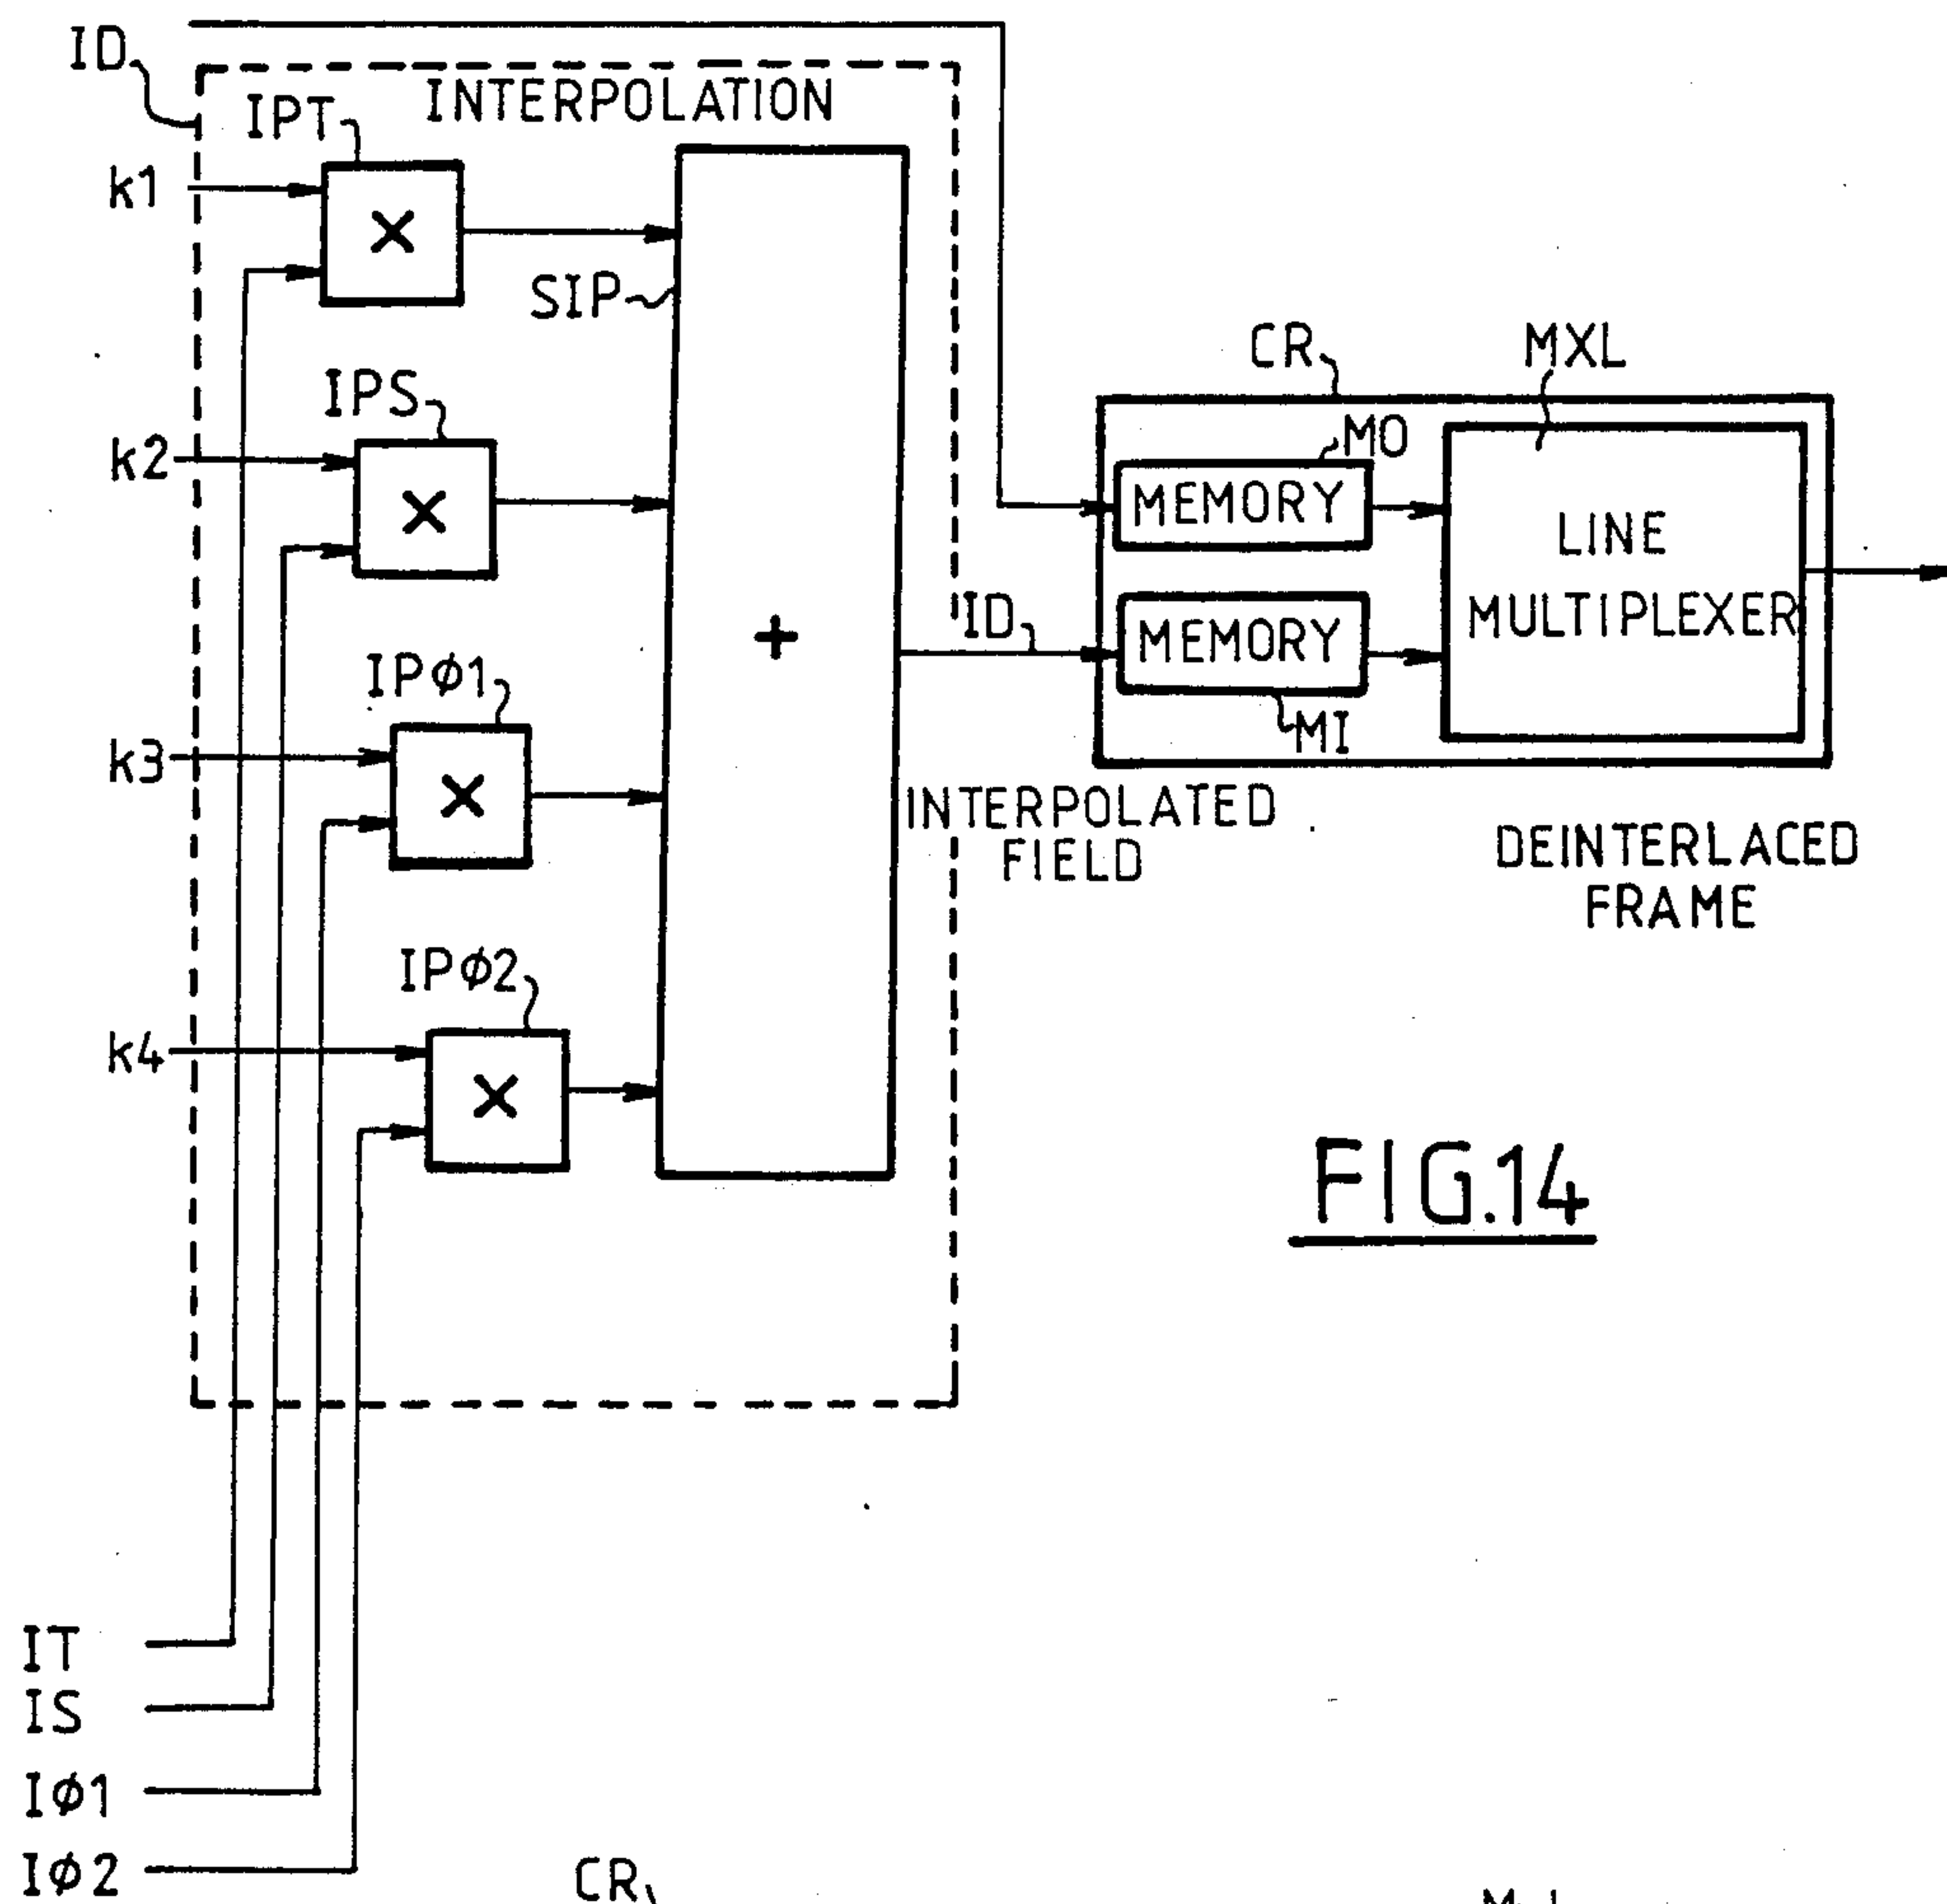 ID
INTERPOLATION
IPT
k1
×
SIP
IPS
k2
×
+
IPφ1
k3
×
IPφ2
k4
×
CR
MXL
MO
MEMORY
LINE
MULTIPLEXER
ID
MEMORY
MI
INTERPOLATED
FIELD
DEINTERLACED
FRAME
FIG.14
IT
IS
Iφ1
Iφ2
CR